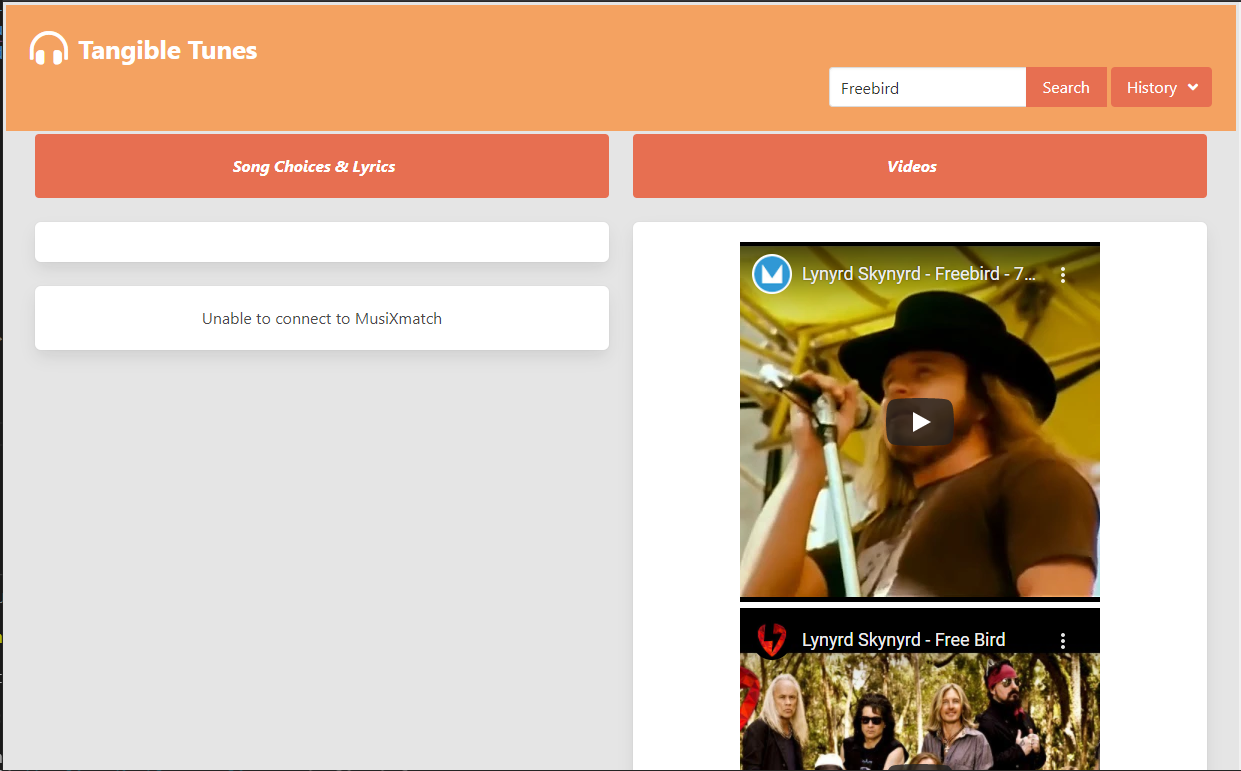 Tangible Tunes
Freebird
Search
History
Song Choices & Lyrics
Videos
Unable to connect to MusiXmatch
Lynyrd Skynyrd - Freebird - 7...
Lynyrd Skynyrd - Free Bird